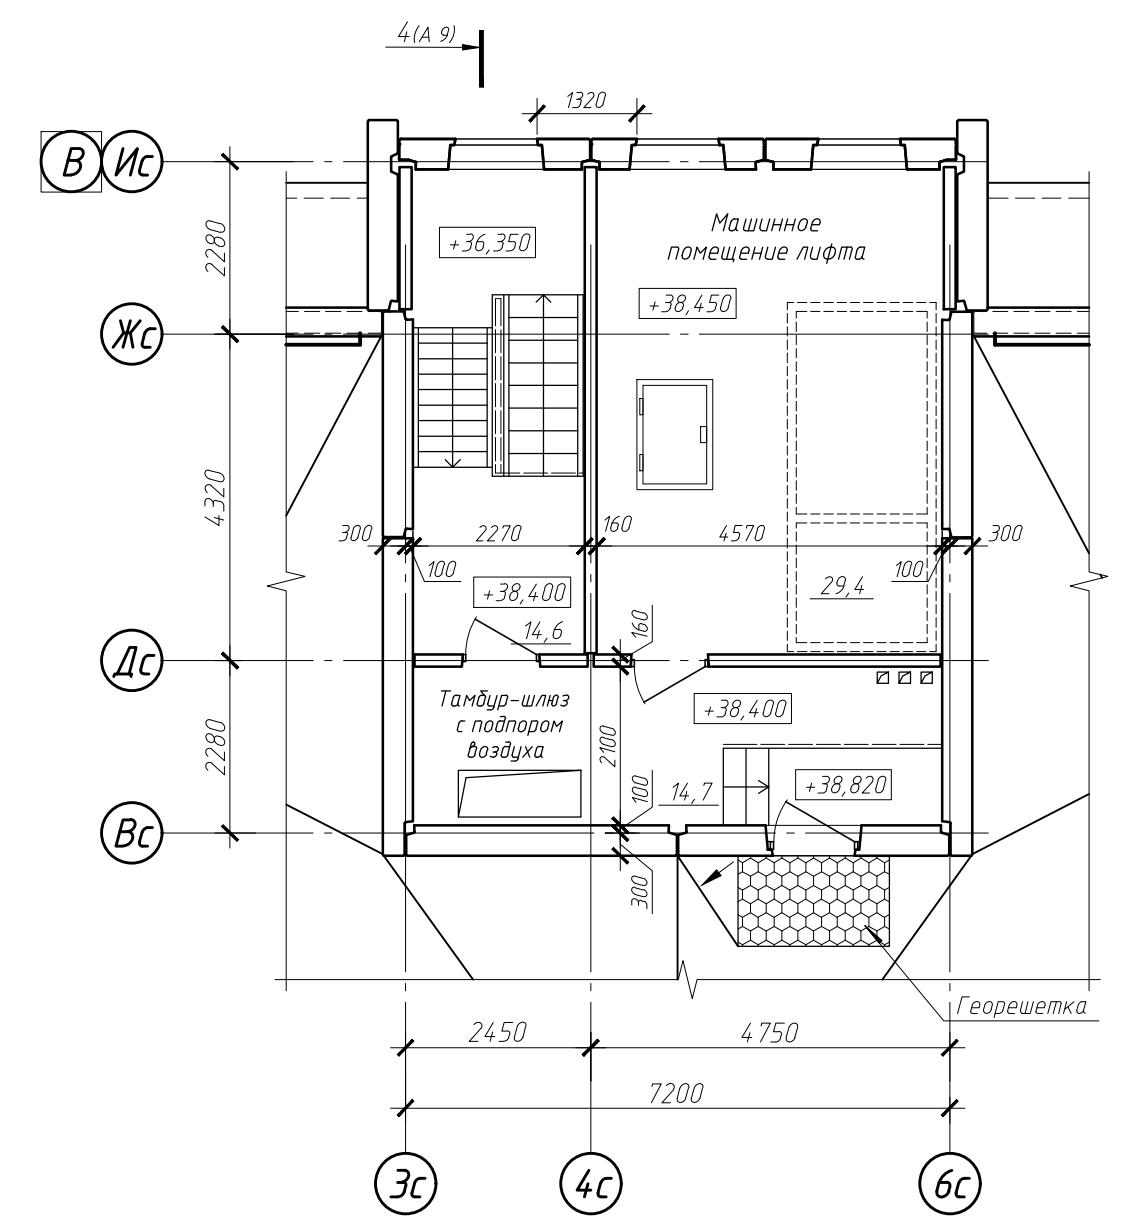 4(А 9)
1320
В
Ис
2280
+36,350
Машинное
помещение лифта
+38,450
Жс
4320
300
2270
160
4570
300
100
100
+38,400
29,4
14,6
160
Дс
Тамбур-шлюз
с подпором
воздуха
+38,400
2280
2100
100
14,7
+38,820
Вс
300
Георешетка
2450
4750
7200
3с
4с
6с